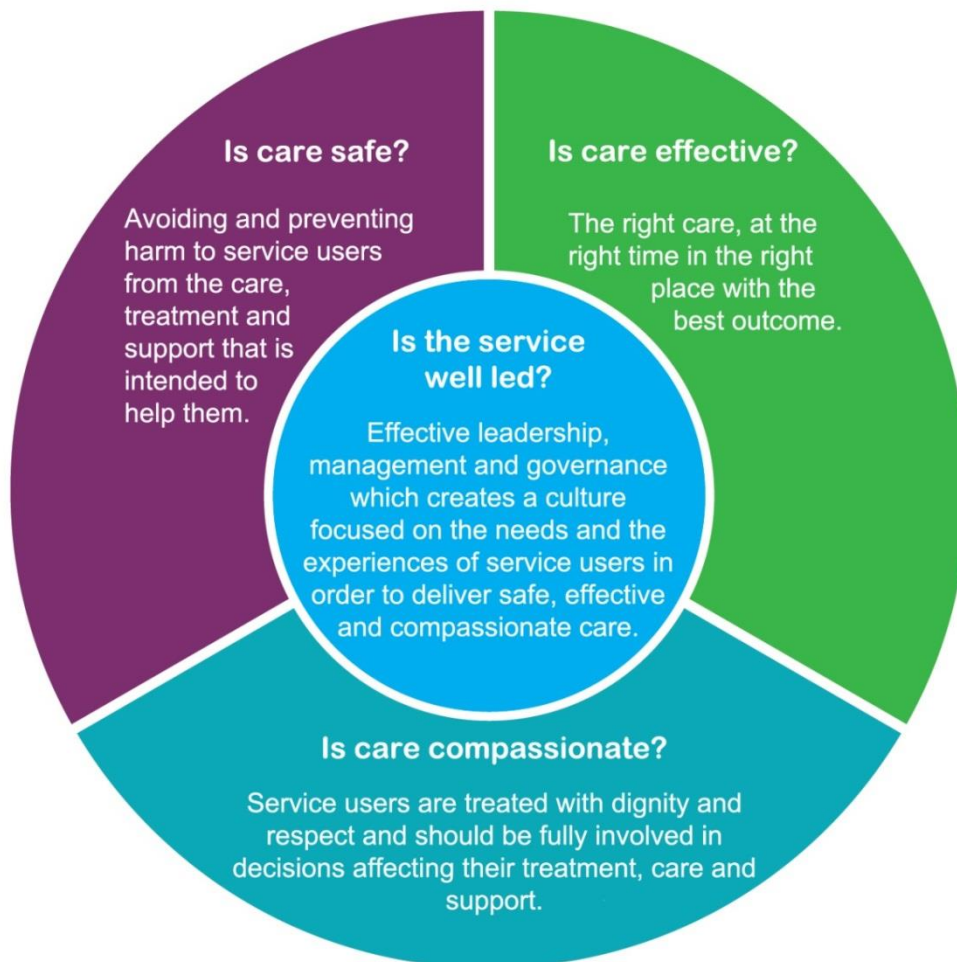 Is care safe?
Avoiding and preventing
harm to service users
from the care,
treatment and
support that is
intended to
help them.
Is care effective?
The right care, at the
right time in the right
place with the
best outcome.
Is the service
well led?
Effective leadership,
management and governance
which creates a culture
focused on the needs and the
experiences of service users in
order to deliver safe, effective
and compassionate care.
Is care compassionate?
Service users are treated with dignity and
respect and should be fully involved in
decisions affecting their treatment, care and
support.